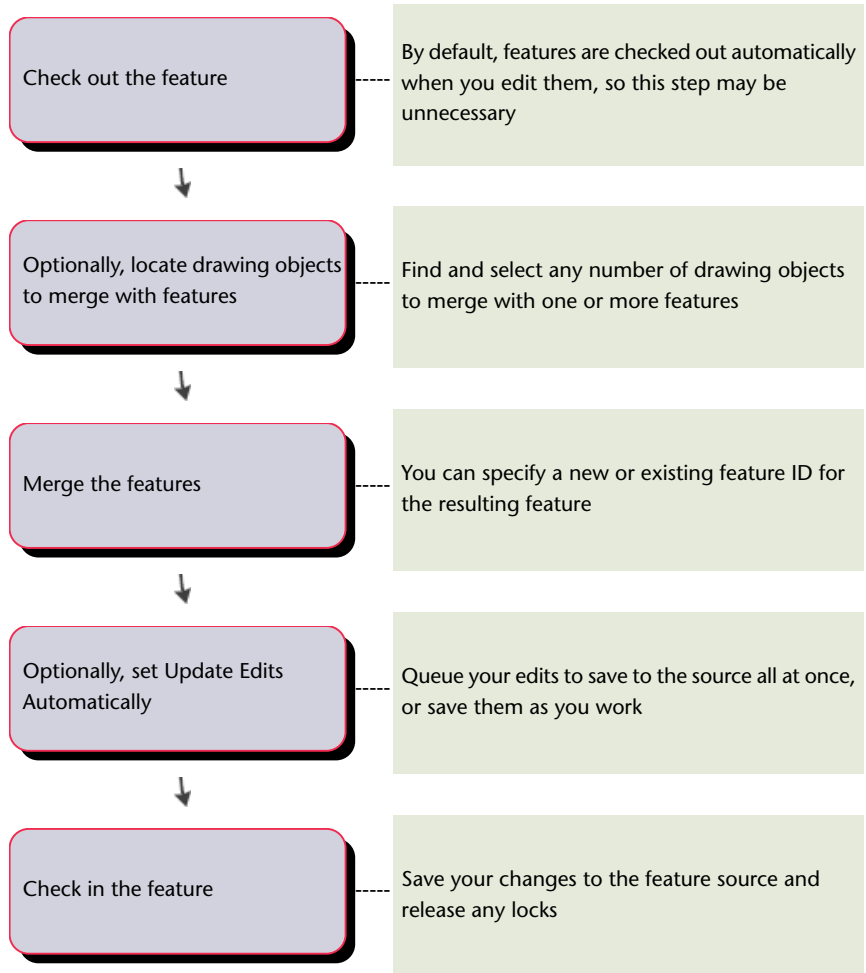 Check out the feature
By default, features are checked out automatically
when you edit them, so this step may be
unnecessary
Optionally, locate drawing objects
to merge with features
Find and select any number of drawing objects
to merge with one or more features
Merge the features
You can specify a new or existing feature ID for
the resulting feature
Optionally, set Update Edits
Automatically
Queue your edits to save to the source all at once,
or save them as you work
Check in the feature
Save your changes to the feature source and
release any locks